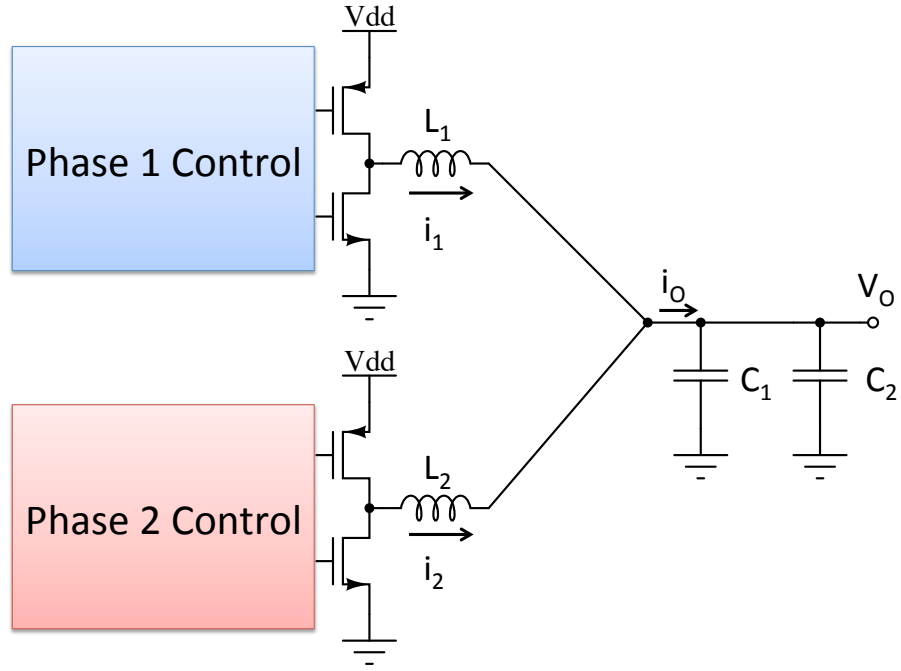 Vdd
Phase 1 Control
L1
i1
iO
VO
C1
C2
Vdd
Phase 2 Control
L2
i2